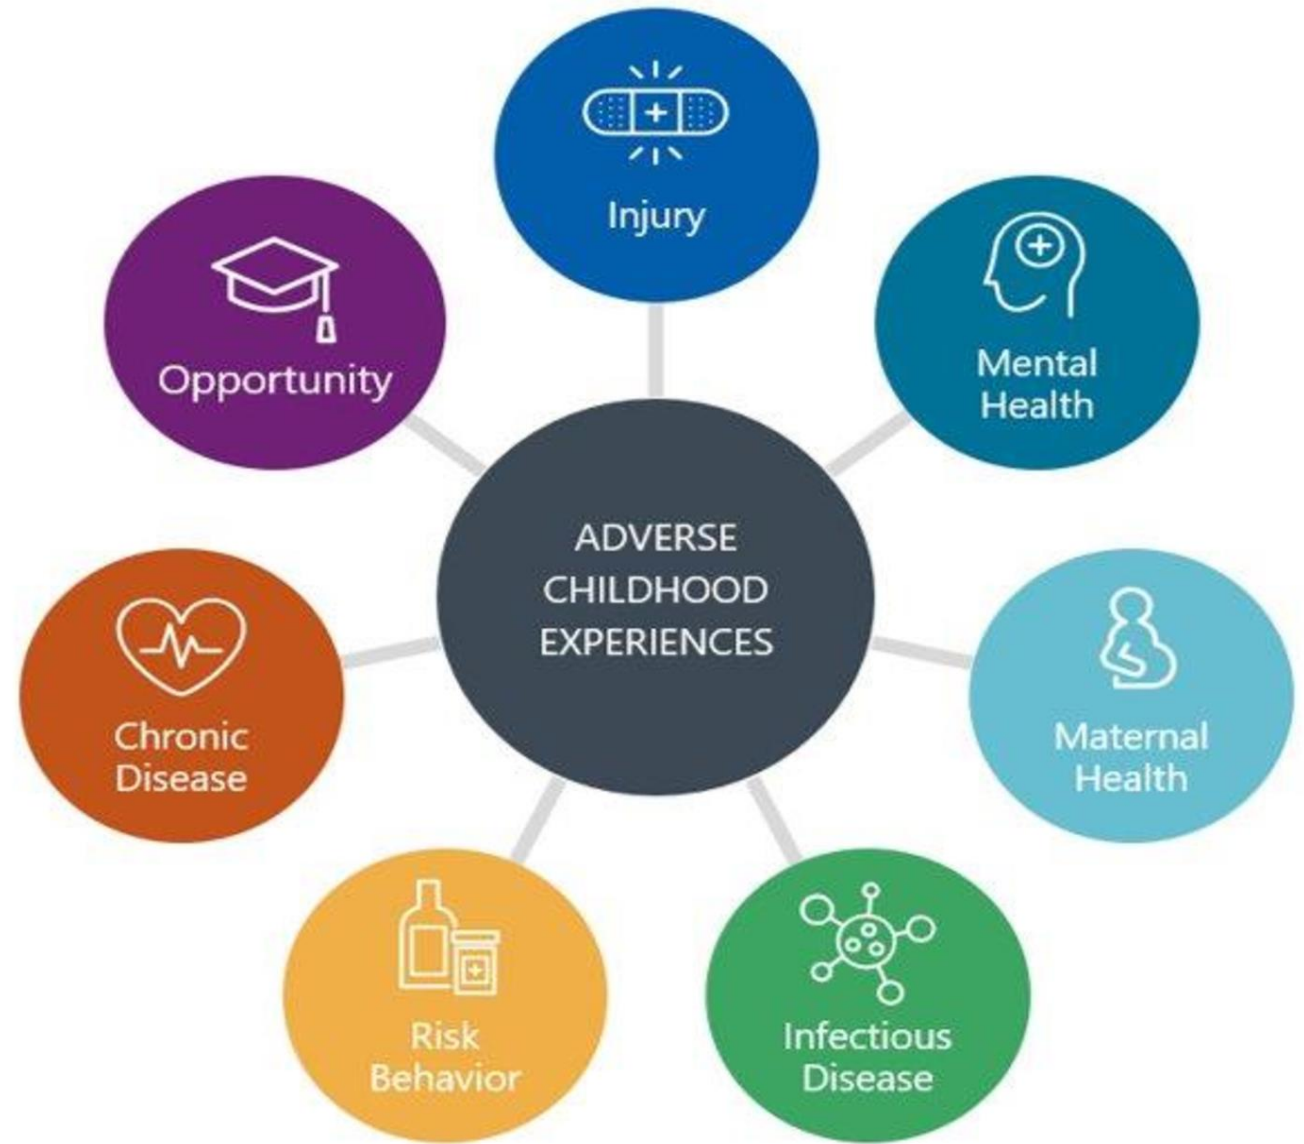 Injury
Mental
Health
Maternal
Health
Infectious
Disease
Risk
Behavior
Chronic
Disease
Opportunity
ADVERSE
CHILDHOOD
EXPERIENCES